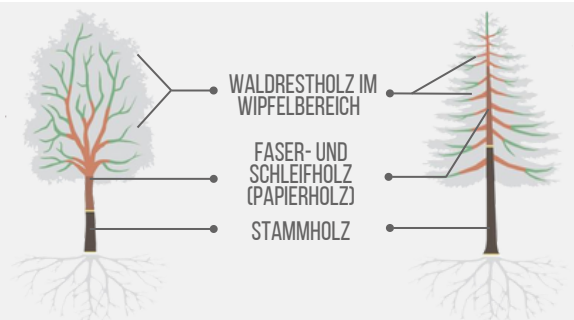 WALDRESTHOLZ IM
WIPFELBEREICH
FASER- UND
SCHLEIFHOLZ
(PAPIERHOLZ)
STAMMHOLZ